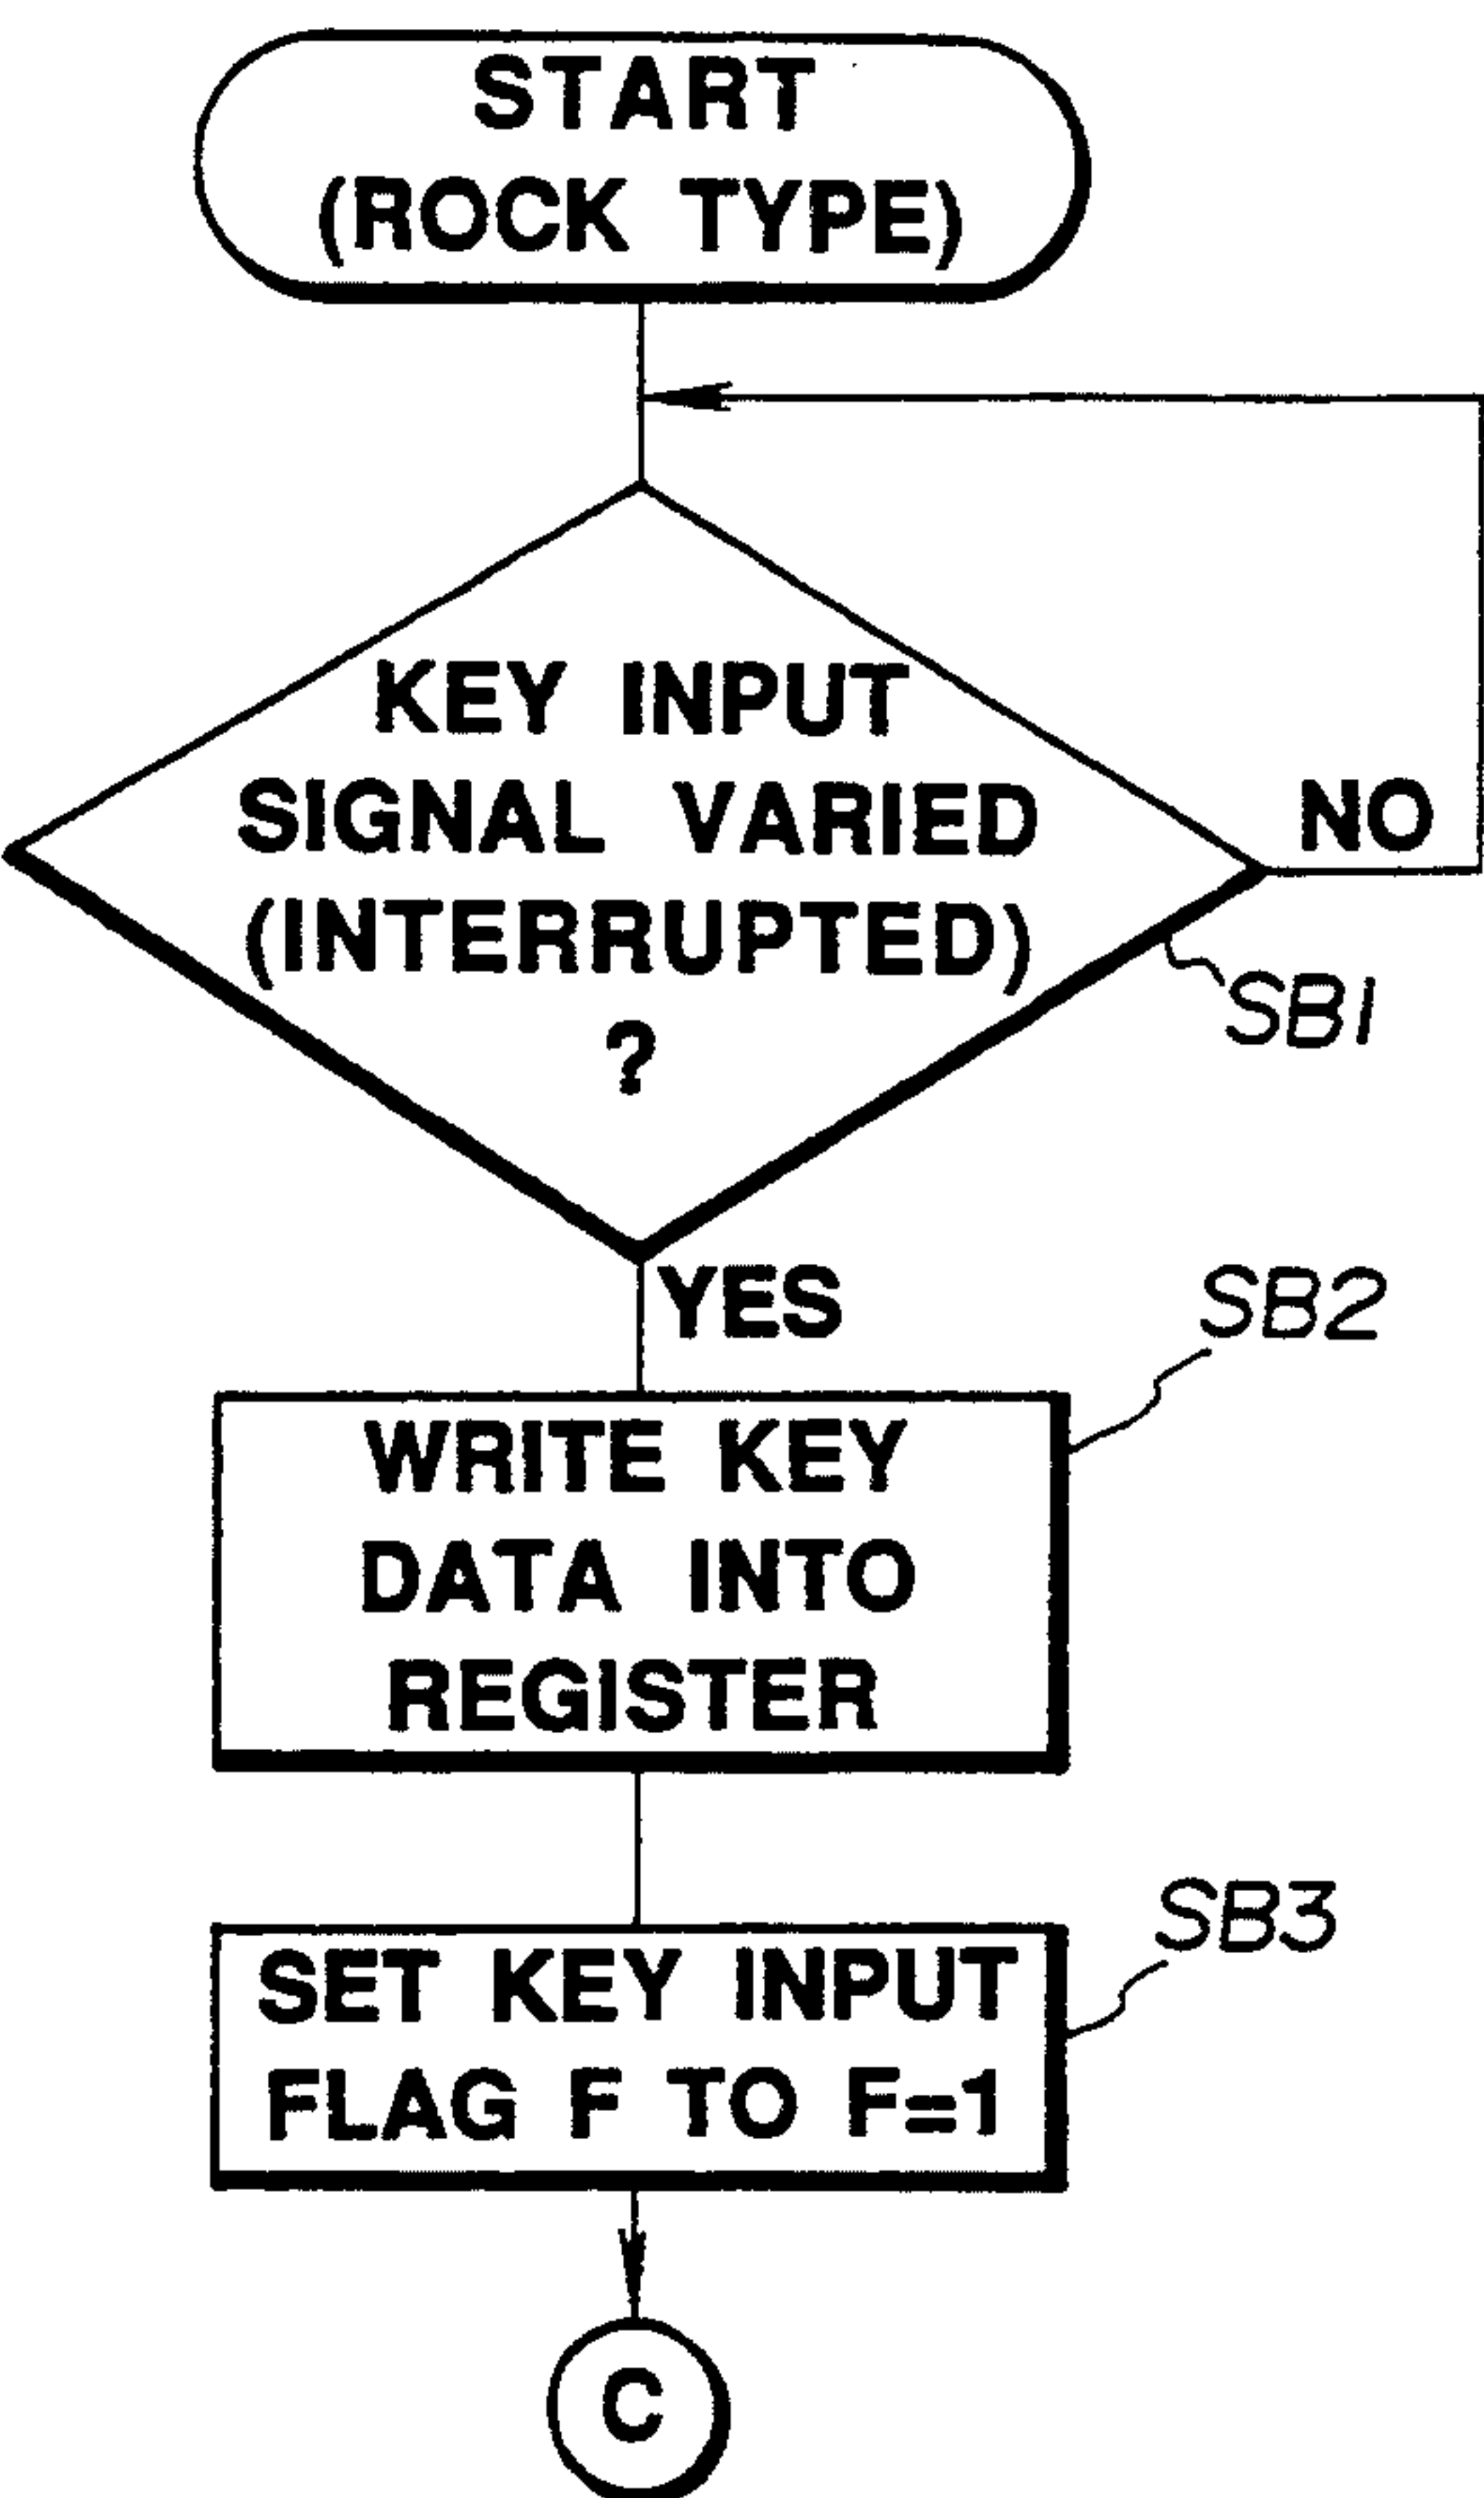 START
(ROCK TYPE)
KEY INPUT
SIGNAL VARIED
NO
(INTERRUPTED)
SB1
?
YES
SB2
WRITE KEY
DATA INTO
REGISTER
SB3
SET KEY INPUT
FLAG F TO F=1
C